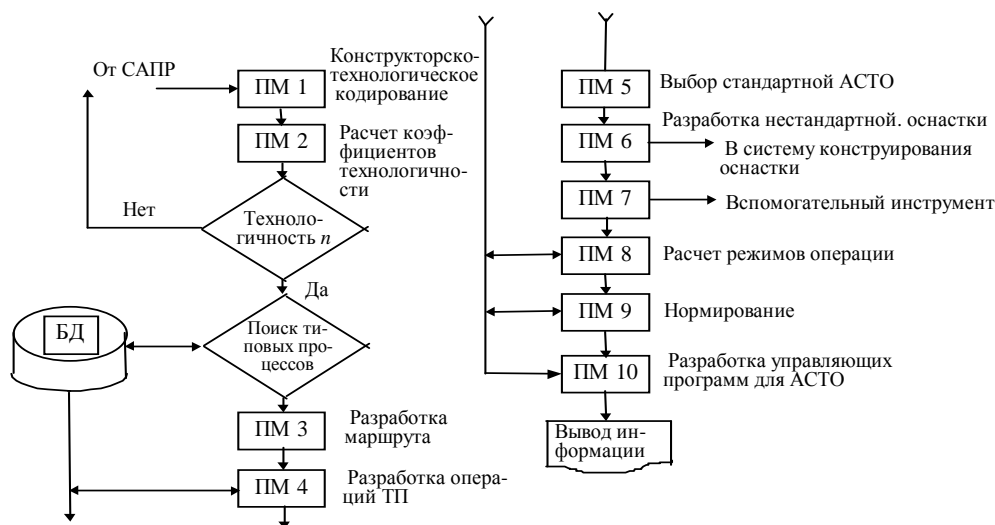 От САПР
ПМ 1
Конструкторско-
технологическое
кодирование
ПМ 2
Расчет коэф-
фициентов
технологично-
сти
Нет
Техноло-
гичность n
Да
БД
Поиск ти-
повых про-
цессов
ПМ 3
Разработка
маршрута
ПМ 4
Разработка опера-
ций ТП
ПМ 5
Выбор стандартной АСТО
ПМ 6
Разработка нестандартной. оснастки
В систему конструирования
оснастки
ПМ 7
Вспомогательный инструмент
ПМ 8
Расчет режимов операции
ПМ 9
Нормирование
ПМ 10
Разработка управляющих
программ для АСТО
Вывод ин-
формации